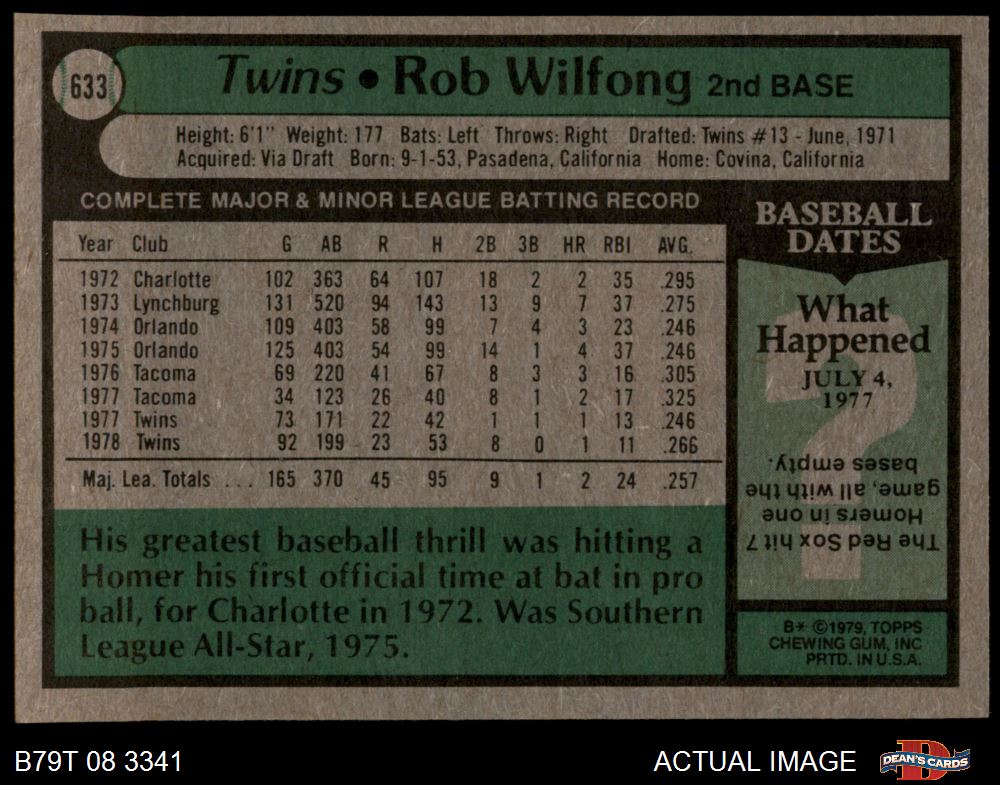 633
Twins • Rob Wilfong 2nd BASE
Height: 6'1" Weight: 177 Bats: Left Throws: Right Drafted: Twins #13 - June, 1971
Acquired: Via Draft Born: 9-1-53, Pasadena, California Home: Covina, California
COMPLETE MAJOR & MINOR LEAGUE BATTING RECORD
Year Club G AB R H 2B 3B HR RBI AVG.
1972 Charlotte 102 363 64 107 18 2 2 35 .295
1973 Lynchburg 131 520 94 143 13 9 7 37 .275
1974 Orlando 109 403 58 99 7 4 3 23 .246
1975 Orlando 125 403 54 99 14 1 4 37 .246
1976 Tacoma 69 220 41 67 8 3 3 16 .305
1977 Tacoma 34 123 26 40 8 1 2 17 .325
1977 Twins 73 171 22 42 1 1 1 13 .246
1978 Twins 92 199 23 53 8 0 1 11 .266
Maj. Lea. Totals ... 165 370 45 95 9 1 2 24 .257
His greatest baseball thrill was hitting a
Homer his first official time at bat in pro
ball, for Charlotte in 1972. Was Southern
League All-Star, 1975.
BASEBALL
DATES
What
Happened
JULY 4,
1977
?
The Red Sox hit 7
Homers in one
game, all with the
bases empty.
B* ©1979, TOPPS
CHEWING GUM, INC
PRTD. IN U.S.A.
B79T 08 3341
ACTUAL IMAGE
D
DEAN'S CARDS